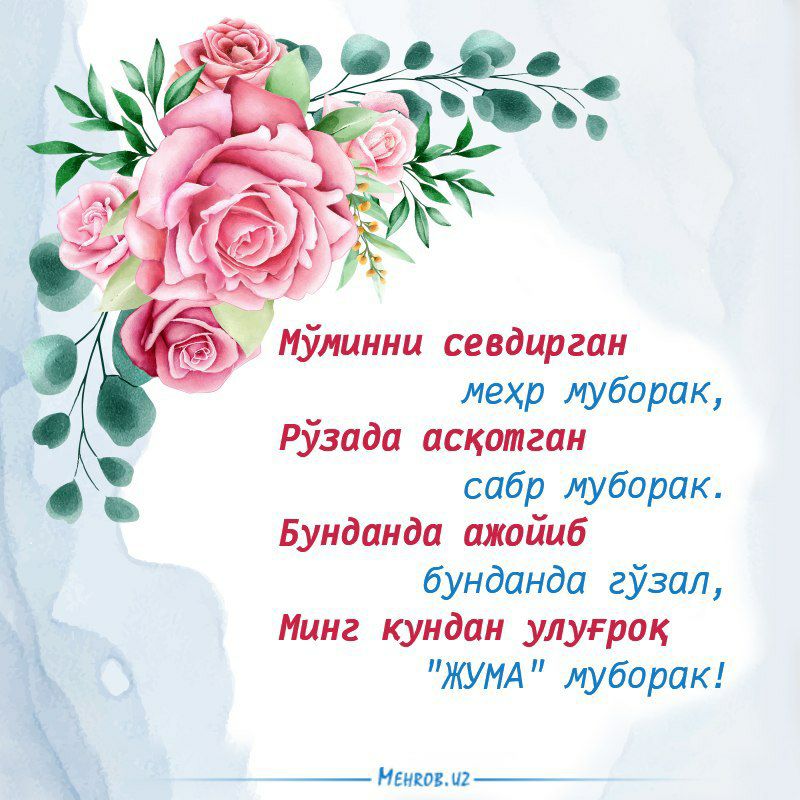 Мўминни севдирган
меҳр муборак,
Рўзада асқотган
сабр муборак.
Бунданда ажойиб
бунданда гўзал,
Минг кундан улуғроқ
"ЖУМА" муборак!
MEHROB.UZ